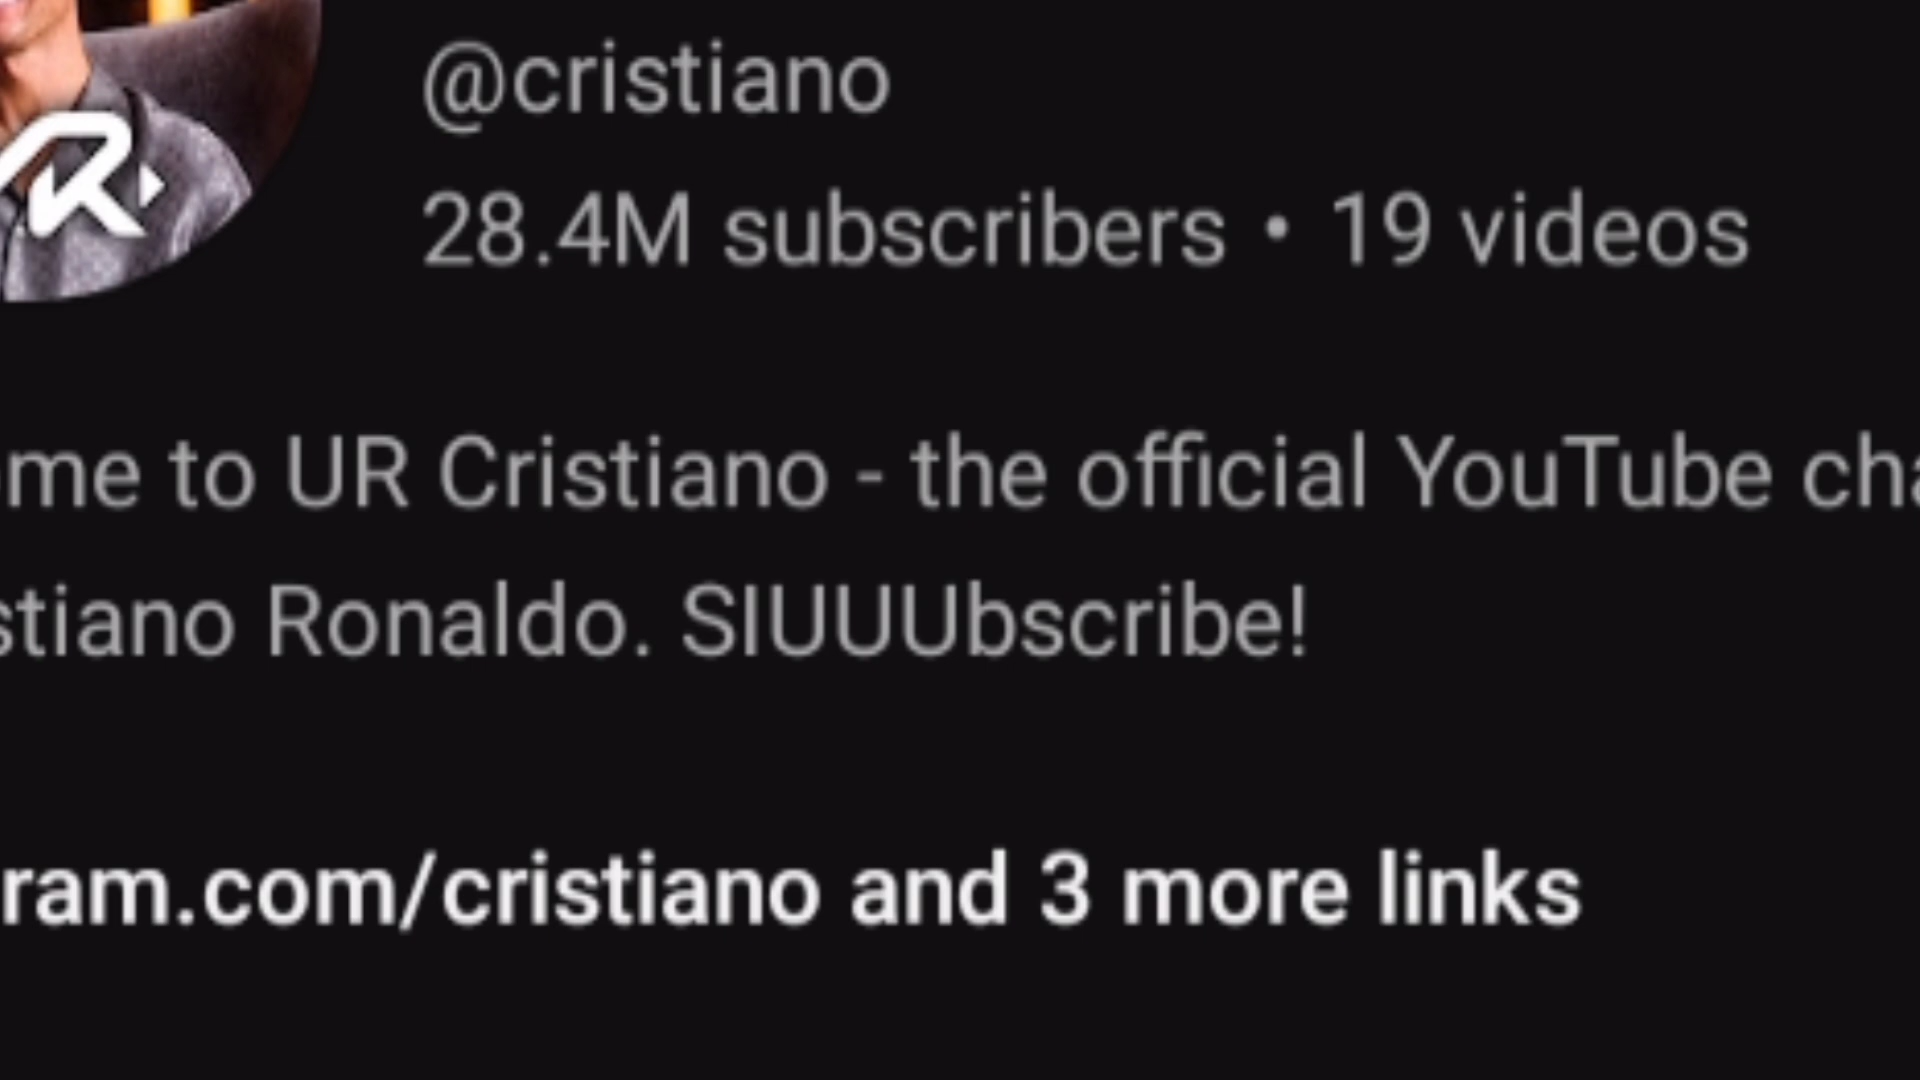 @cristiano
28.4M subscribers • 19 videos
ome to UR Cristiano - the official YouTube cha
stiano Ronaldo. SIUUUbscribe!
ram.com/cristiano and 3 more links